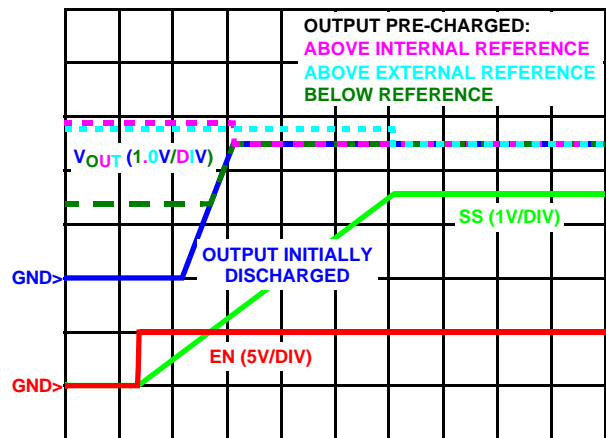 OUTPUT PRE-CHARGED:
ABOVE INTERNAL REFERENCE
ABOVE EXTERNAL REFERENCE
BELOW REFERENCE
VOUT (1.0V/DIV)
SS (1V/DIV)
OUTPUT INITIALLY
DISCHARGED
GND>
EN (5V/DIV)
GND>